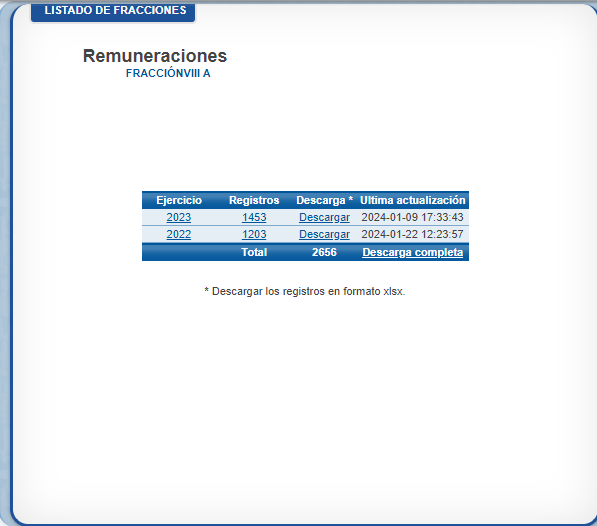 LISTADO DE FRACCIONES
Remuneraciones
FRACCIÓNVIII A
Ejercicio Registros Descarga * Ultima actualización
2023 1453 Descargar 2024-01-09 17:33:43
2022 1203 Descargar 2024-01-22 12:23:57
Total 2656 Descarga completa
* Descargar los registros en formato xlsx.